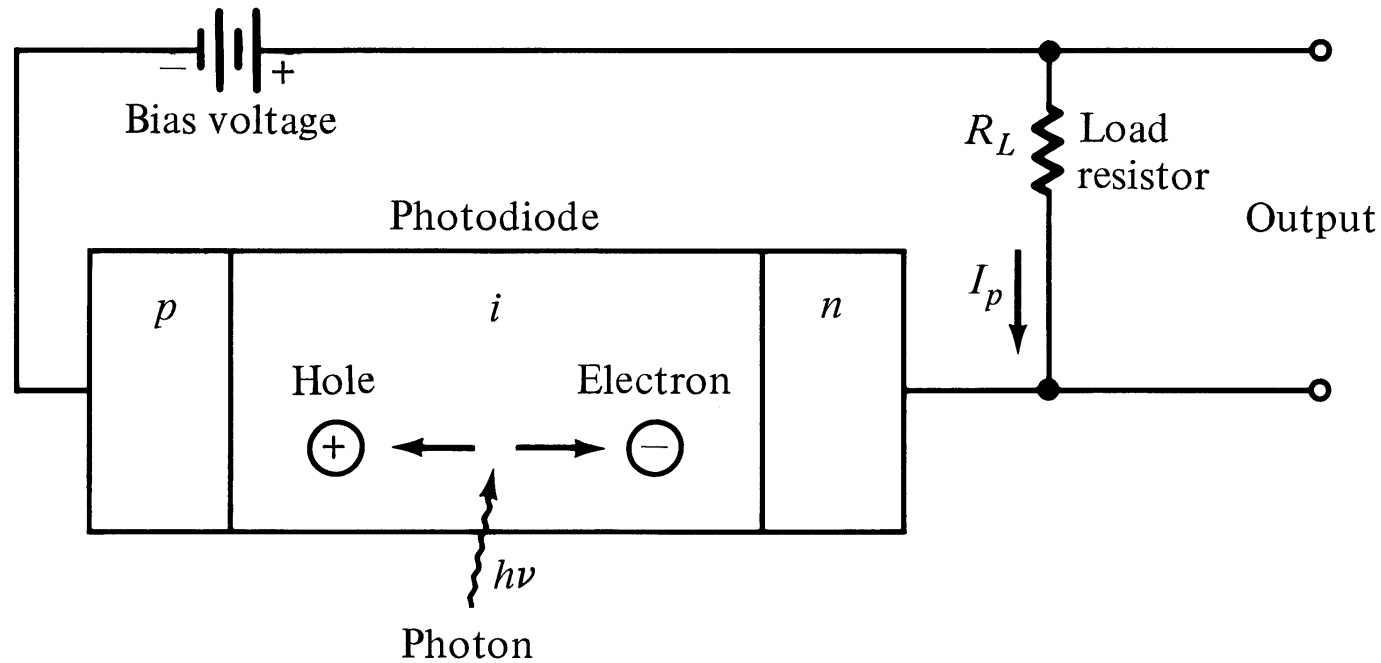 − +
Bias voltage
R_L Load
resistor
Photodiode
Output
p i n
I_p
Hole Electron
+ −
hν
Photon